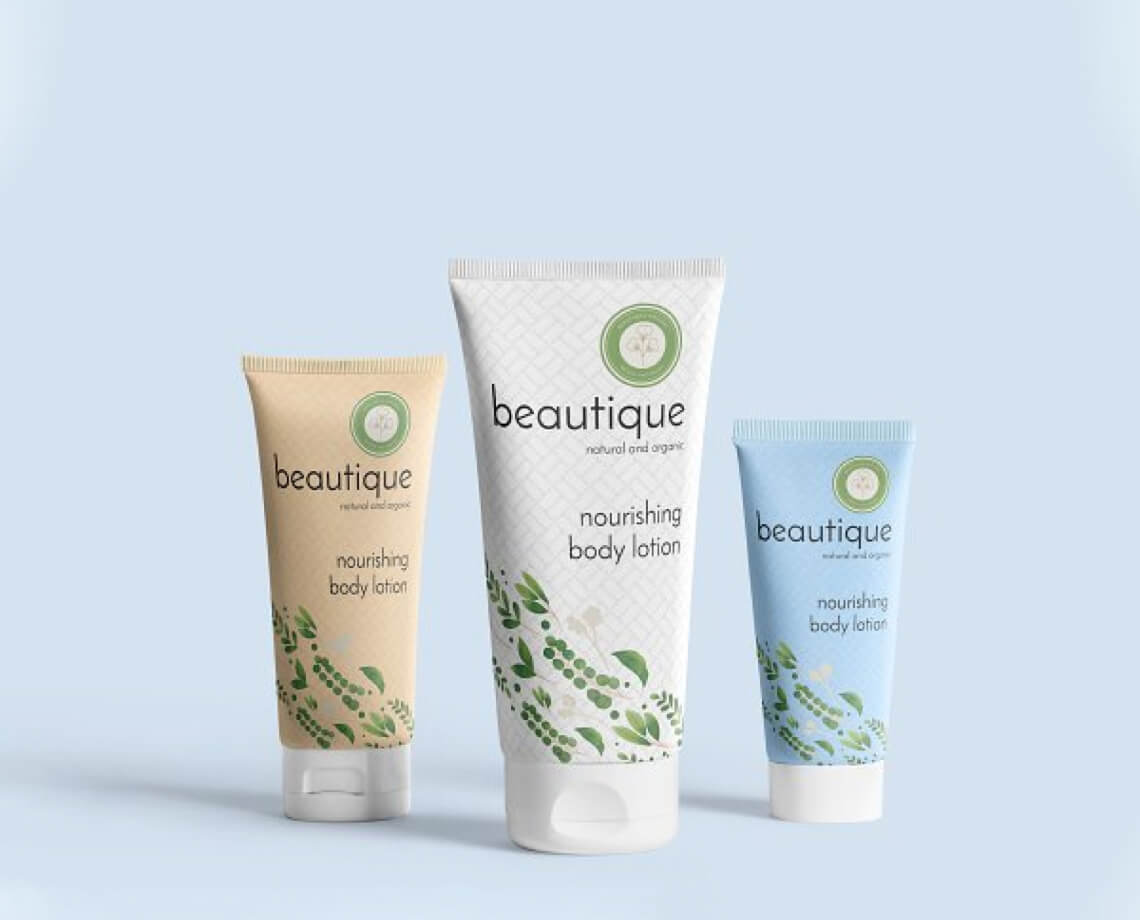 beautique
natural and organic
nourishing
body lotion
beautique
natural and organic
nourishing
body lotion
beautique
natural and organic
nourishing
body lotion